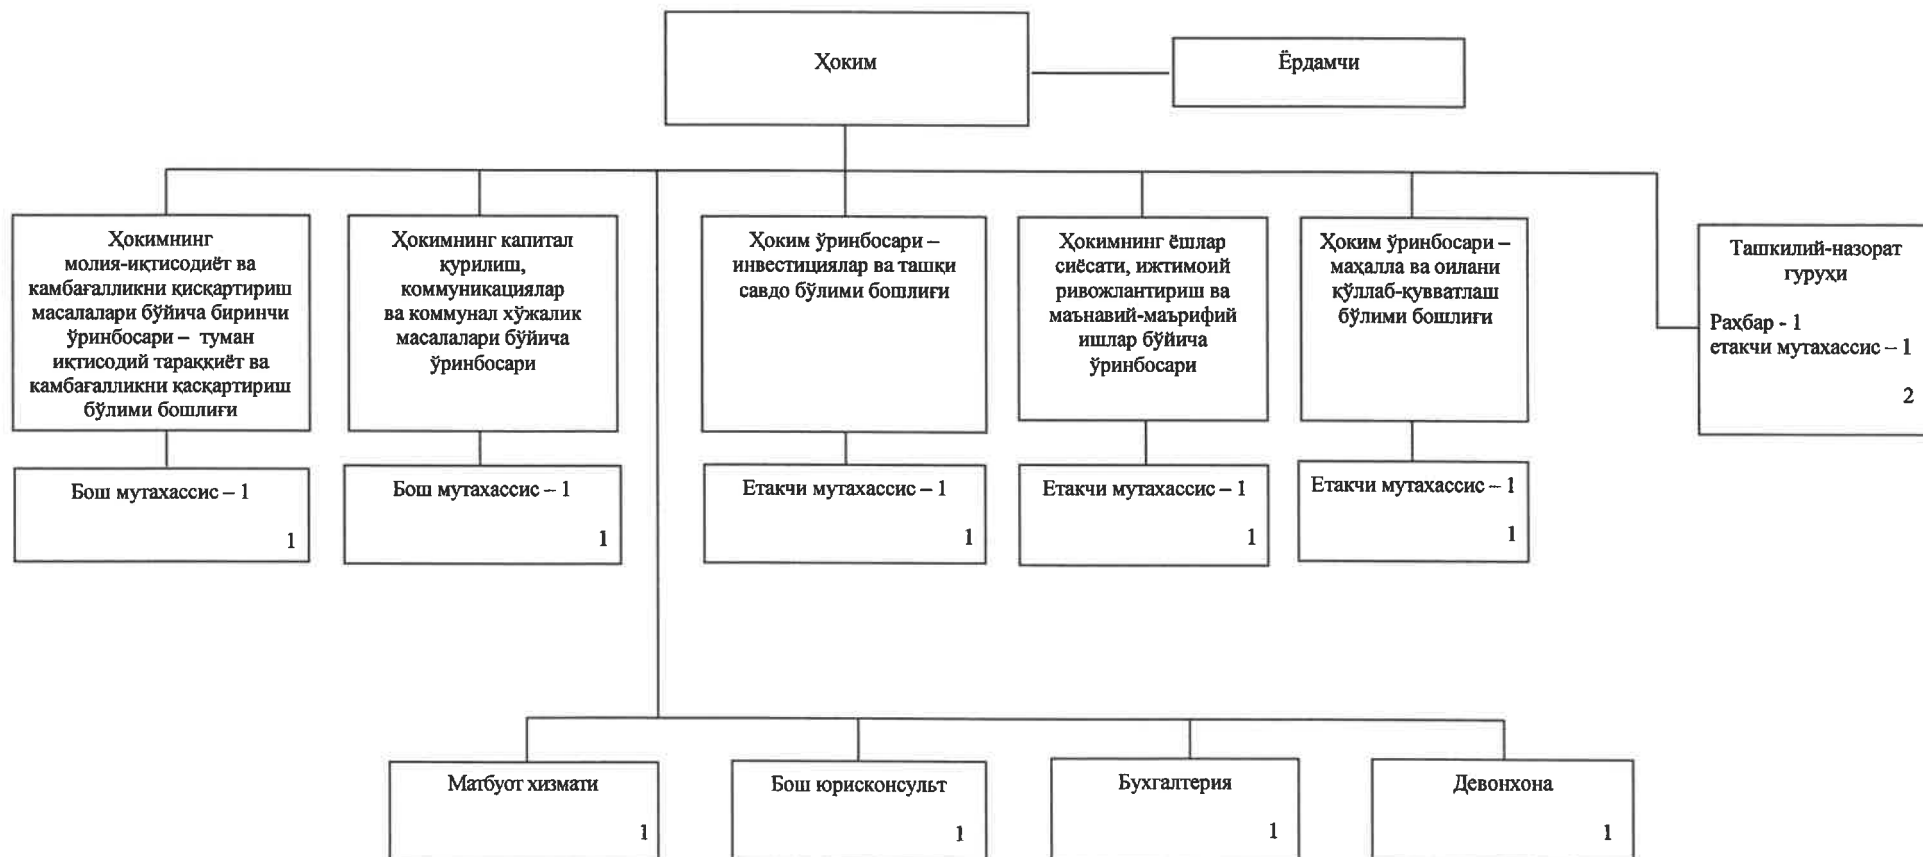 Ҳоким
Ёрдамчи
Ҳокимнинг
молия-иқтисодиёт ва
камбағалликни қисқартириш
масалалари бўйича биринчи
ўринбосари – туман
иқтисодий тараққиёт ва
камбағалликни қасқартириш
бўлими бошлиғи
Ҳокимнинг капитал
қурилиш,
коммуникациялар
ва коммунал хўжалик
масалалари бўйича
ўринбосари
Ҳоким ўринбосари –
инвестициялар ва ташқи
савдо бўлими бошлиғи
Ҳокимнинг ёшлар
сиёсати, ижтимоий
ривожлантириш ва
маънавий-маърифий
ишлар бўйича
ўринбосари
Ҳоким ўринбосари –
маҳалла ва оилани
қўллаб-қувватлаш
бўлими бошлиғи
Ташкилий-назорат
гуруҳи
Раҳбар - 1
етакчи мутахассис – 1
2
Бош мутахассис – 1
1
Бош мутахассис – 1
1
Етакчи мутахассис – 1
1
Етакчи мутахассис – 1
1
Етакчи мутахассис – 1
1
Матбуот хизмати
1
Бош юрисконсульт
1
Бухгалтерия
1
Девонхона
1